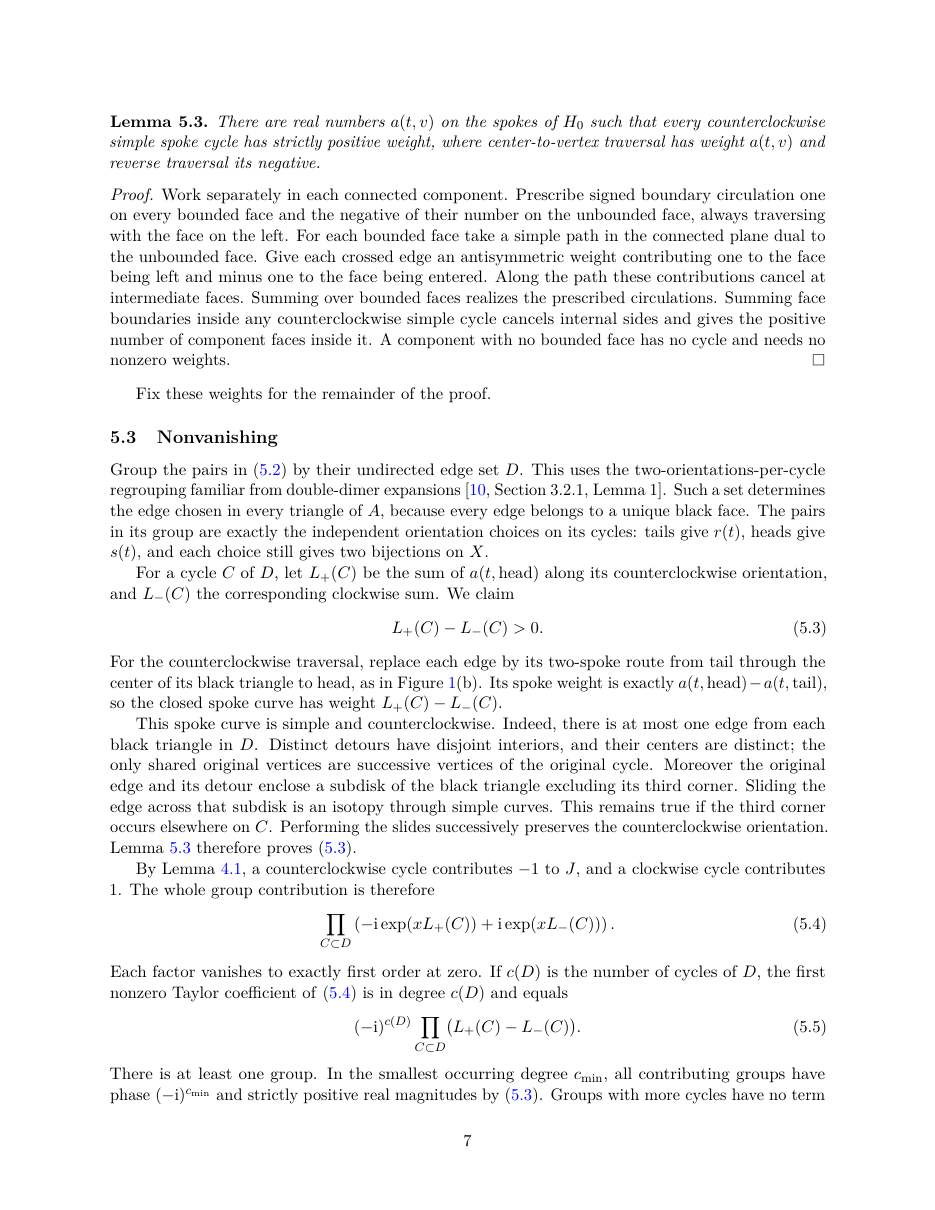 Lemma 5.3. There are real numbers a(t, v) on the spokes of H₀ such that every counterclockwise
simple spoke cycle has strictly positive weight, where center-to-vertex traversal has weight a(t, v) and
reverse traversal its negative.
Proof. Work separately in each connected component. Prescribe signed boundary circulation one
on every bounded face and the negative of their number on the unbounded face, always traversing
with the face on the left. For each bounded face take a simple path in the connected plane dual to
the unbounded face. Give each crossed edge an antisymmetric weight contributing one to the face
being left and minus one to the face being entered. Along the path these contributions cancel at
intermediate faces. Summing over bounded faces realizes the prescribed circulations. Summing face
boundaries inside any counterclockwise simple cycle cancels internal sides and gives the positive
number of component faces inside it. A component with no bounded face has no cycle and needs no
nonzero weights. □
Fix these weights for the remainder of the proof.
5.3 Nonvanishing
Group the pairs in (5.2) by their undirected edge set D. This uses the two-orientations-per-cycle
regrouping familiar from double-dimer expansions [10, Section 3.2.1, Lemma 1]. Such a set determines
the edge chosen in every triangle of A, because every edge belongs to a unique black face. The pairs
in its group are exactly the independent orientation choices on its cycles: tails give r(t), heads give
s(t), and each choice still gives two bijections on X.
For a cycle C of D, let L₊(C) be the sum of a(t, head) along its counterclockwise orientation,
and L₋(C) the corresponding clockwise sum. We claim
L₊(C) − L₋(C) > 0. (5.3)
For the counterclockwise traversal, replace each edge by its two-spoke route from tail through the
center of its black triangle to head, as in Figure 1(b). Its spoke weight is exactly a(t, head)−a(t, tail),
so the closed spoke curve has weight L₊(C) − L₋(C).
This spoke curve is simple and counterclockwise. Indeed, there is at most one edge from each
black triangle in D. Distinct detours have disjoint interiors, and their centers are distinct; the
only shared original vertices are successive vertices of the original cycle. Moreover the original
edge and its detour enclose a subdisk of the black triangle excluding its third corner. Sliding the
edge across that subdisk is an isotopy through simple curves. This remains true if the third corner
occurs elsewhere on C. Performing the slides successively preserves the counterclockwise orientation.
Lemma 5.3 therefore proves (5.3).
By Lemma 4.1, a counterclockwise cycle contributes −1 to J, and a clockwise cycle contributes
1. The whole group contribution is therefore
∏_{C⊂D} (−i exp(xL₊(C)) + i exp(xL₋(C))) . (5.4)
Each factor vanishes to exactly first order at zero. If c(D) is the number of cycles of D, the first
nonzero Taylor coefficient of (5.4) is in degree c(D) and equals
(−i)^{c(D)} ∏_{C⊂D} (L₊(C) − L₋(C)). (5.5)
There is at least one group. In the smallest occurring degree c_{min}, all contributing groups have
phase (−i)^{c_{min}} and strictly positive real magnitudes by (5.3). Groups with more cycles have no term
7